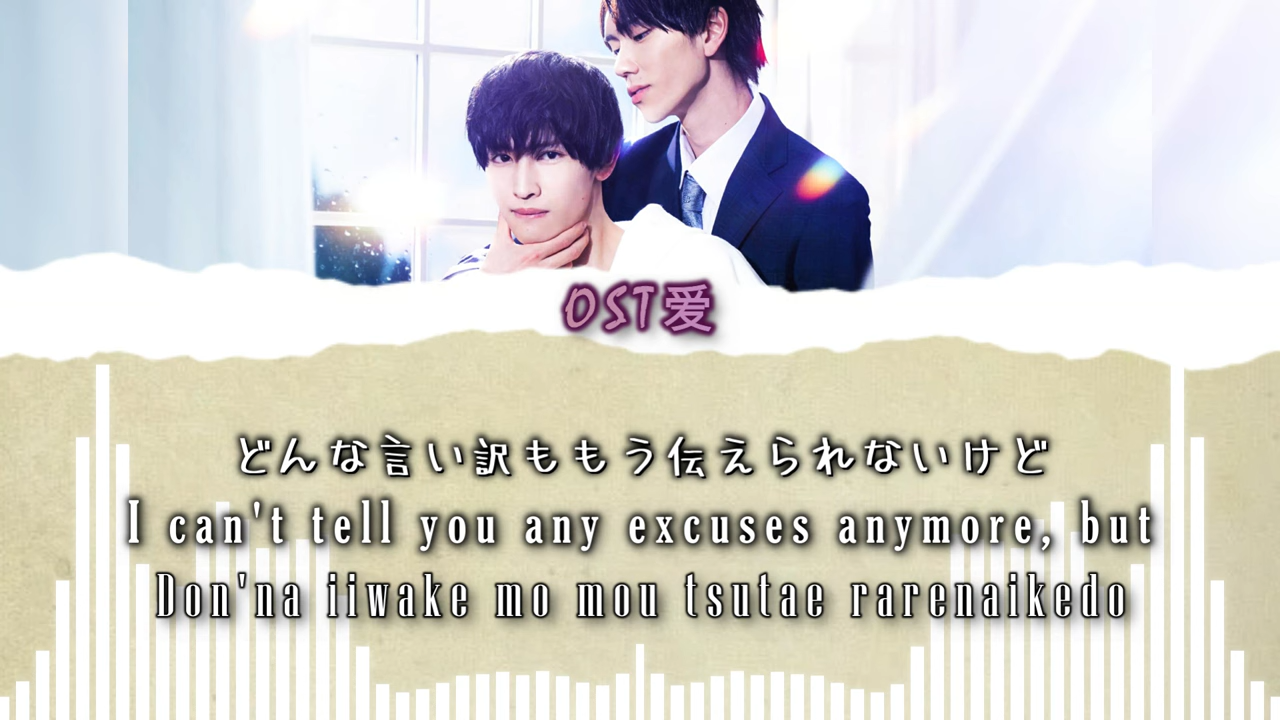 OST爱
どんな言い訳ももう伝えられないけど
I can't tell you any excuses anymore, but
Don'na iiwake mo mou tsutae rarenaikedo